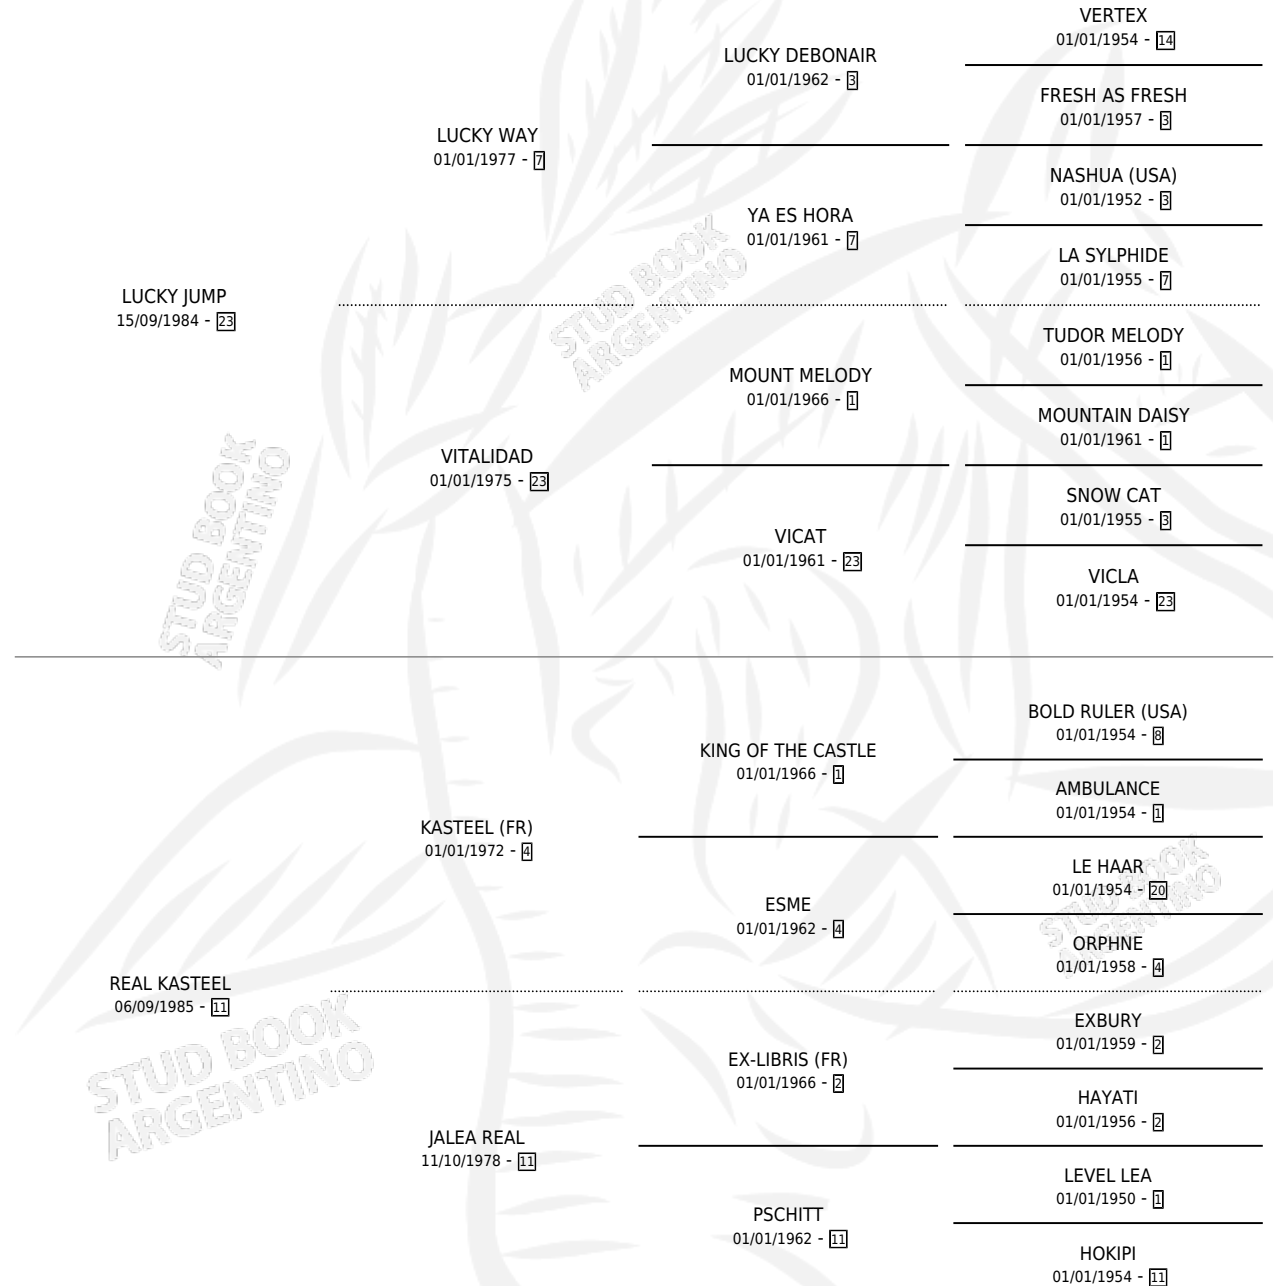 VERTEX
01/01/1954 - 14
LUCKY DEBONAIR
01/01/1962 - 3
FRESH AS FRESH
01/01/1957 - 3
LUCKY WAY
01/01/1977 - 7
NASHUA (USA)
01/01/1952 - 3
YA ES HORA
01/01/1961 - 7
LA SYLPHIDE
01/01/1955 - 7
LUCKY JUMP
15/09/1984 - 23
STUD BOOK
ARGENTINO
TUDOR MELODY
01/01/1956 - 1
MOUNT MELODY
01/01/1966 - 1
MOUNTAIN DAISY
01/01/1961 - 1
VITALIDAD
01/01/1975 - 23
SNOW CAT
01/01/1955 - 3
VICAT
01/01/1961 - 23
VICLA
01/01/1954 - 23
STUD BOOK
ARGENTINO
BOLD RULER (USA)
01/01/1954 - 8
KING OF THE CASTLE
01/01/1966 - 1
AMBULANCE
01/01/1954 - 1
KASTEEL (FR)
01/01/1972 - 4
LE HAAR
01/01/1954 - 20
ESME
01/01/1962 - 4
STUD BOOK
ARGENTINO
ORPHNE
01/01/1958 - 4
REAL KASTEEL
06/09/1985 - 11
EXBURY
01/01/1959 - 2
EX-LIBRIS (FR)
01/01/1966 - 2
STUD BOOK
ARGENTINO
HAYATI
01/01/1956 - 2
JALEA REAL
11/10/1978 - 11
LEVEL LEA
01/01/1950 - 1
PSCHITT
01/01/1962 - 11
HOKIPI
01/01/1954 - 11